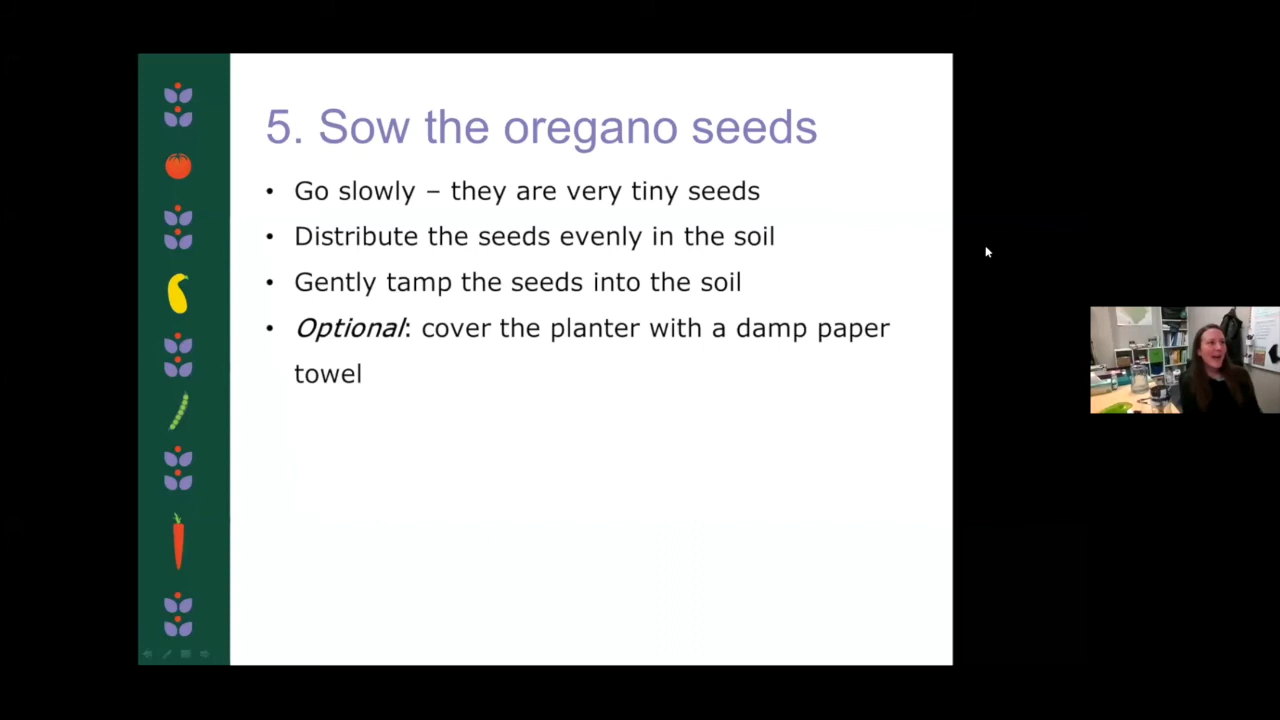 5. Sow the oregano seeds
• Go slowly – they are very tiny seeds
• Distribute the seeds evenly in the soil
• Gently tamp the seeds into the soil
• Optional: cover the planter with a damp paper
towel